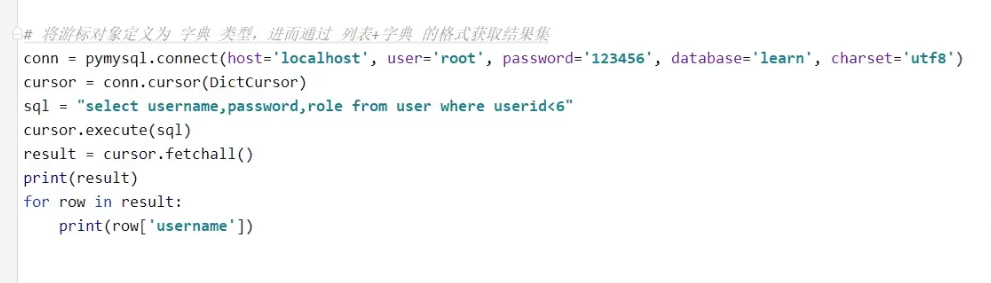 # 将游标对象定义为 字典 类型，进而通过 列表+字典 的格式获取结果集
conn = pymysql.connect(host='localhost', user='root', password='123456', database='learn', charset='utf8')
cursor = conn.cursor(DictCursor)
sql = "select username,password,role from user where userid<6"
cursor.execute(sql)
result = cursor.fetchall()
print(result)
for row in result:
    print(row['username'])